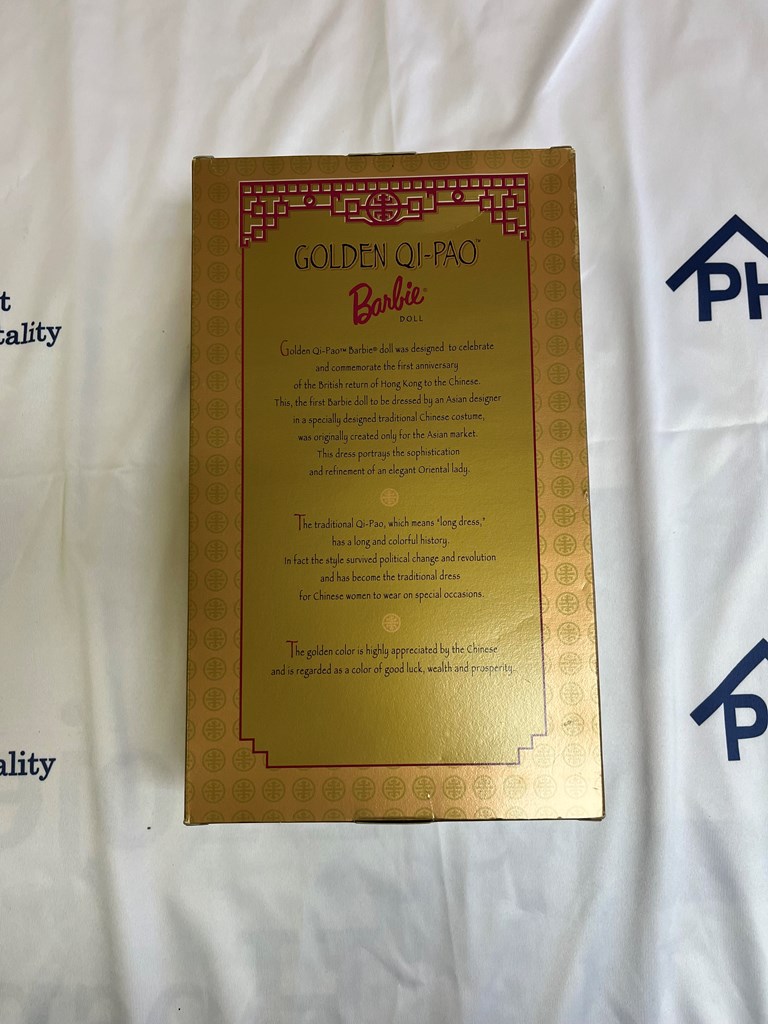 GOLDEN QI-PAO™
Barbie®
DOLL
Golden Qi-Pao™ Barbie® doll was designed to celebrate
and commemorate the first anniversary
of the British return of Hong Kong to the Chinese.
This, the first Barbie doll to be dressed by an Asian designer
in a specially designed traditional Chinese costume,
was originally created only for the Asian market.
This dress portrays the sophistication
and refinement of an elegant Oriental lady.
The traditional Qi-Pao, which means "long dress,"
has a long and colorful history.
In fact the style survived political change and revolution
and has become the traditional dress
for Chinese women to wear on special occasions.
The golden color is highly appreciated by the Chinese
and is regarded as a color of good luck, wealth and prosperity.
t
tality
ality
PH
P